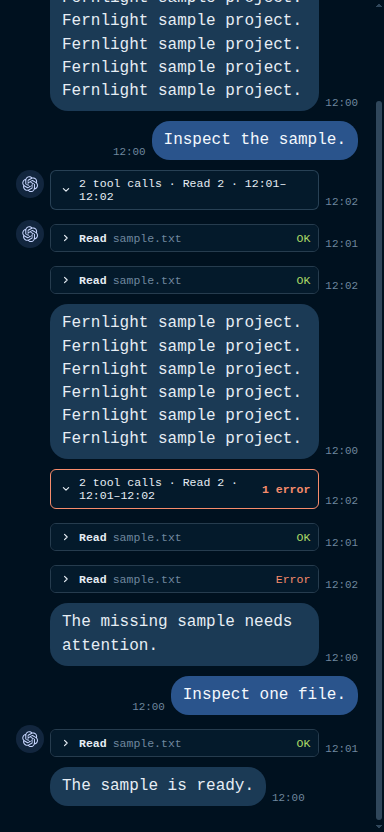 Fernlight sample project.
Fernlight sample project.
Fernlight sample project.
Fernlight sample project.
Fernlight sample project.
12:00
Inspect the sample.
12:00
2 tool calls · Read 2 · 12:01–
12:02
12:02
Read sample.txt OK
12:01
Read sample.txt OK
12:02
Fernlight sample project.
Fernlight sample project.
Fernlight sample project.
Fernlight sample project.
Fernlight sample project.
Fernlight sample project.
12:00
2 tool calls · Read 2 ·
12:01–12:02
1 error
12:02
Read sample.txt OK
12:01
Read sample.txt Error
12:02
The missing sample needs
attention.
12:00
Inspect one file.
12:00
Read sample.txt OK
12:01
The sample is ready.
12:00